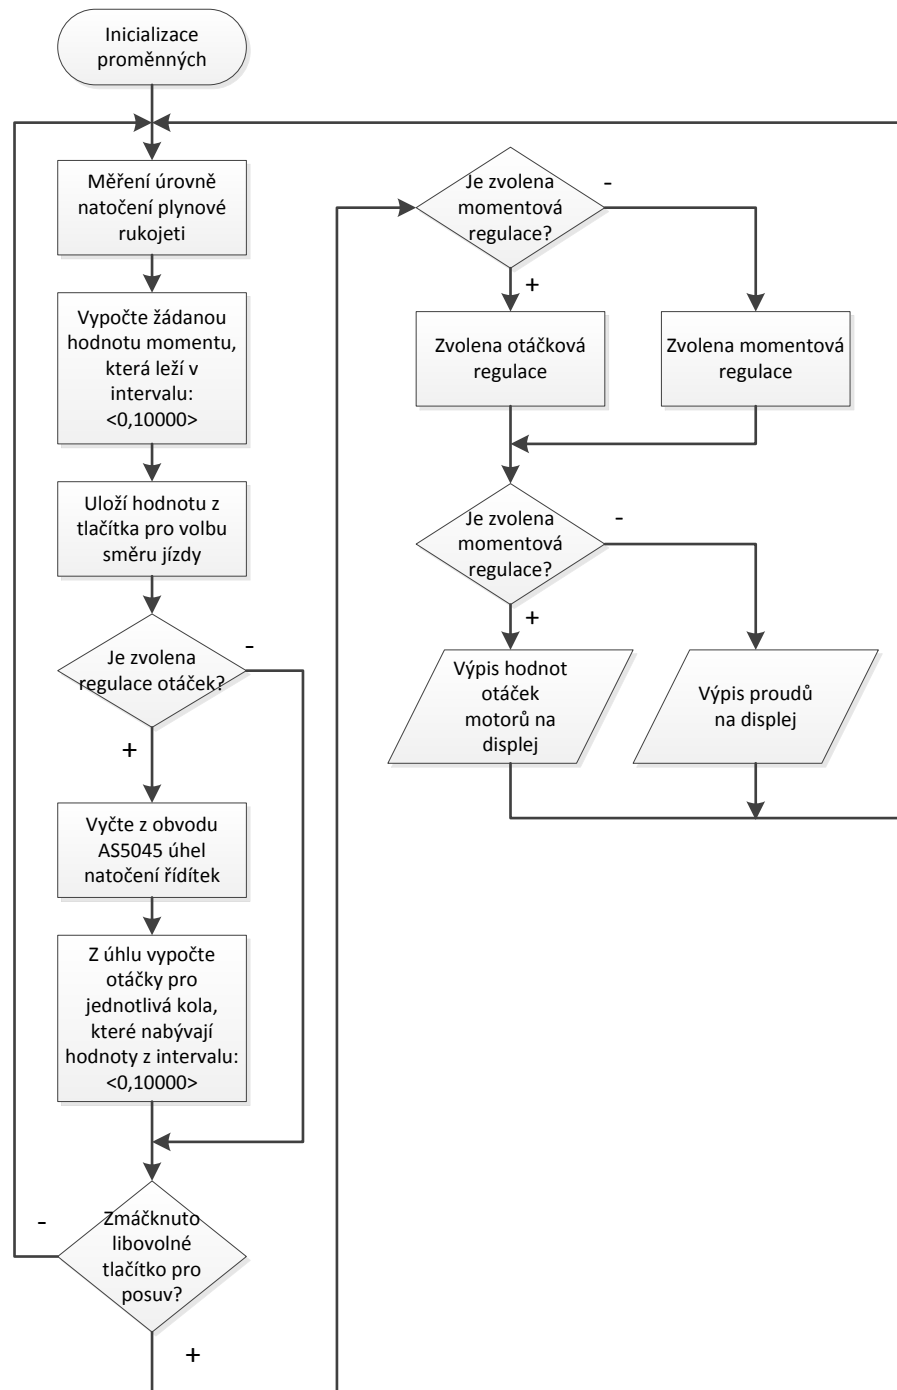 Inicializace
proměnných
Měření úrovně
natočení plynové
rukojeti
Vypočte žádanou
hodnotu momentu,
která leží v
intervalu:
<0,10000>
Uloží hodnotu z
tlačítka pro volbu
směru jízdy
Je zvolena
regulace otáček?
-
+
Vyčte z obvodu
AS5045 úhel
natočení řídítek
Z úhlu vypočte
otáčky pro
jednotlivá kola,
které nabývají
hodnoty z intervalu:
<0,10000>
Zmáčknuto
libovolné
tlačítko pro
posuv?
-
+
Je zvolena
momentová
regulace?
-
+
Zvolena otáčková
regulace
Zvolena momentová
regulace
Je zvolena
momentová
regulace?
-
+
Výpis hodnot
otáček
motorů na
displej
Výpis proudů
na displej